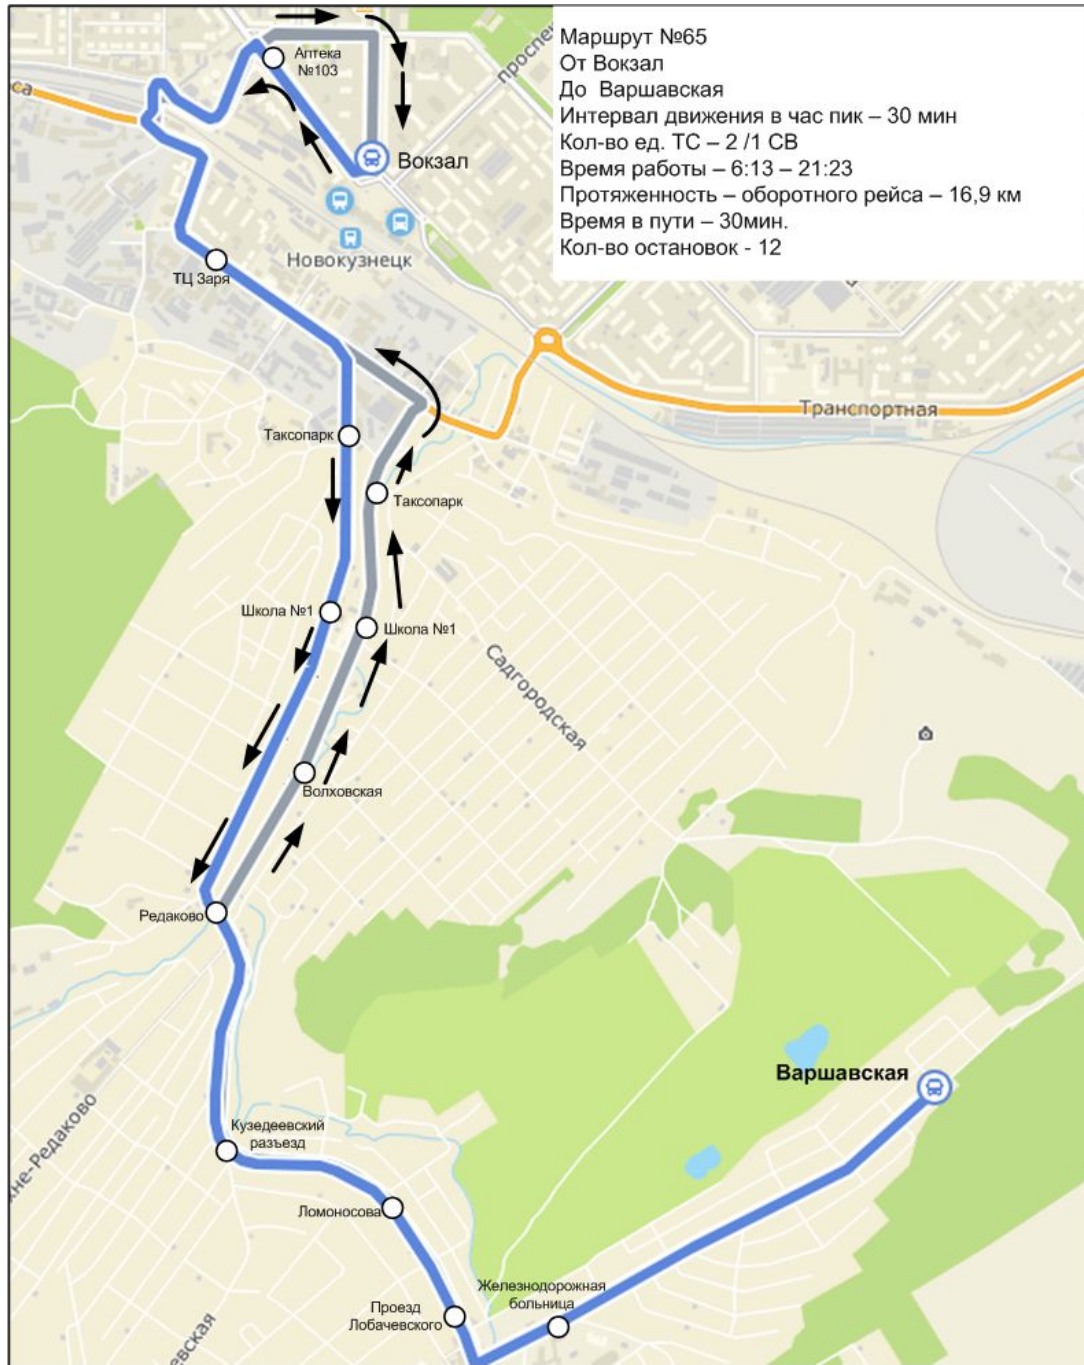 Маршрут №65
От Вокзал
До Варшавская
Интервал движения в час пик – 30 мин
Кол-во ед. ТС – 2 /1 СВ
Время работы – 6:13 – 21:23
Протяженность – оборотного рейса – 16,9 км
Время в пути – 30мин.
Кол-во остановок - 12
Аптека
№103
Вокзал
Новокузнецк
ТЦ Заря
Транспортная
Таксопарк
Таксопарк
Школа №1
Школа №1
Садгородская
Волховская
Редаково
Варшавская
Кузедеевский
разъезд
Ломоносова
Железнодорожная
больница
Проезд
Лобачевского